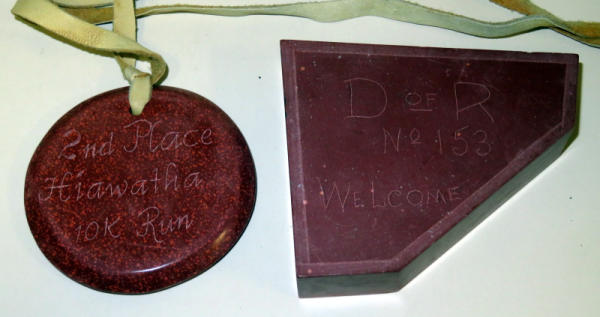 2nd Place
Hiawatha
10K Run
D OF R
No 153
WELCOME